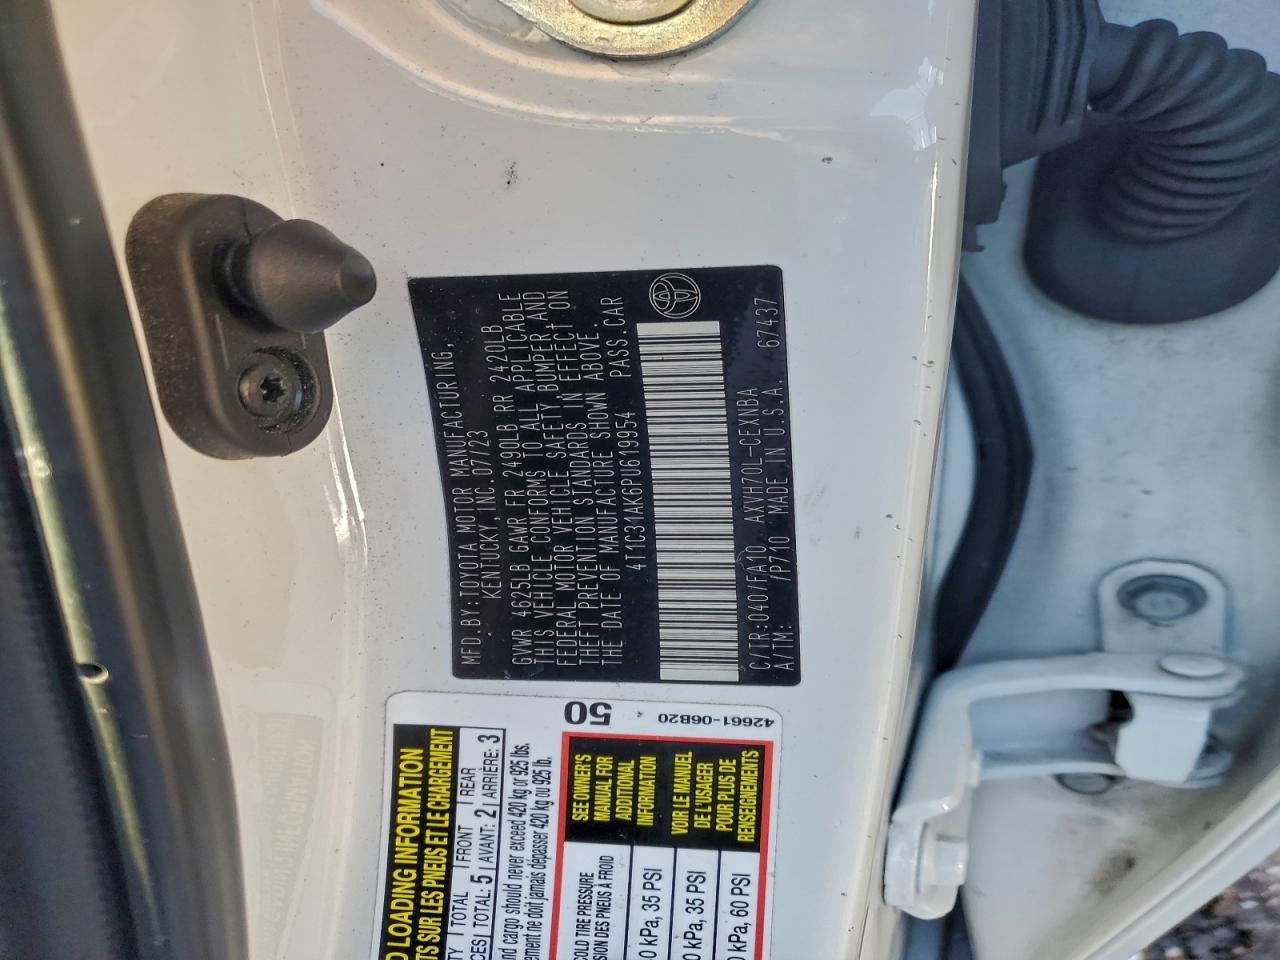 MFD.BY:TOYOTA MOTOR MANUFACTURING,
KENTUCKY, INC. 07/23
GVWR 4625LB GAWR FR 2490LB RR 2420LB
THIS VEHICLE CONFORMS TO ALL APPLICABLE
FEDERAL MOTOR VEHICLE SAFETY, BUMPER, AND
THEFT PREVENTION STANDARDS IN EFFECT ON
THE DATE OF MANUFACTURE SHOWN ABOVE.
4T1C31AK6PU619954 PASS.CAR
C/TR:040/FA10 AXVH70L-CEXNBA
A/TM: /P710 MADE IN U.S.A. 67437
LOADING INFORMATION
SUR LES PNEUS ET LE CHARGEMENT
TOTAL FRONT REAR
TOTAL: 5 AVANT: 2 ARRIÈRE: 3
cargo should never exceed 420 kg or 925 lbs.
ne doit jamais dépasser 420 kg ou 925 lb.
50
42661-06B20
COLD TIRE PRESSURE
DES PNEUS À FROID
kPa, 35 PSI
kPa, 35 PSI
kPa, 60 PSI
SEE OWNER'S
MANUAL FOR
ADDITIONAL
INFORMATION
VOIR LE MANUEL
DE L'USAGER
POUR PLUS DE
RENSEIGNEMENTS